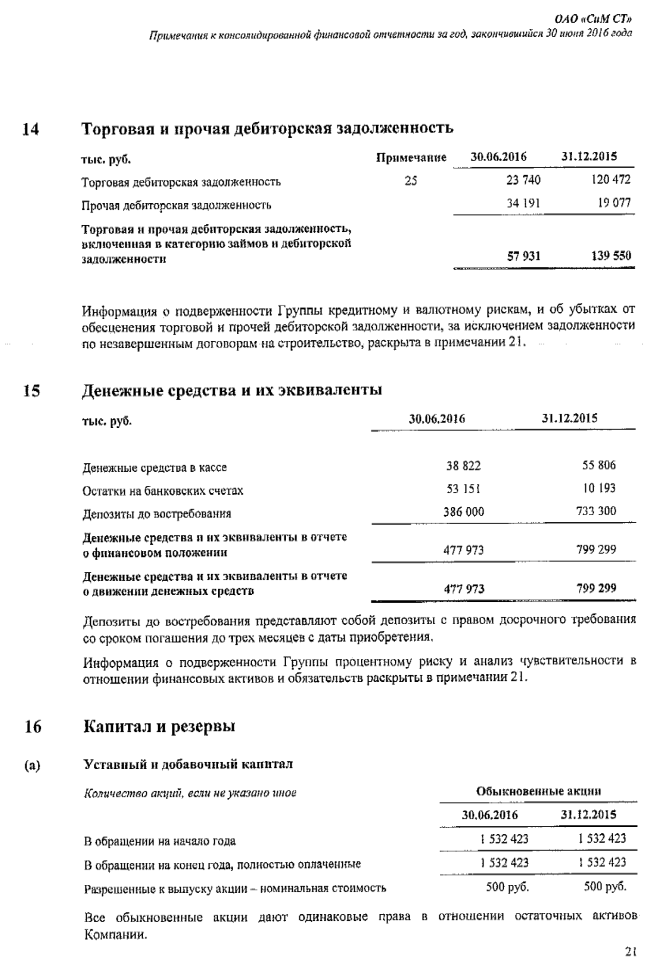 ОАО «СиМ СТ»
Примечания к консолидированной финансовой отчетности за год, закончившийся 30 июня 2016 года
14 Торговая и прочая дебиторская задолженность
тыс. руб. Примечание 30.06.2016 31.12.2015
Торговая дебиторская задолженность 25 23 740 120 472
Прочая дебиторская задолженность 34 191 19 077
Торговая и прочая дебиторская задолженность,
включенная в категорию займов и дебиторской
задолженности 57 931 139 550
Информация о подверженности Группы кредитному и валютному рискам, и об убытках от
обесценения торговой и прочей дебиторской задолженности, за исключением задолженности
по незавершенным договорам на строительство, раскрыта в примечании 21.
15 Денежные средства и их эквиваленты
тыс. руб. 30.06.2016 31.12.2015
Денежные средства в кассе 38 822 55 806
Остатки на банковских счетах 53 151 10 193
Депозиты до востребования 386 000 733 300
Денежные средства и их эквиваленты в отчете
о финансовом положении 477 973 799 299
Денежные средства и их эквиваленты в отчете
о движении денежных средств 477 973 799 299
Депозиты до востребования представляют собой депозиты с правом досрочного требования
со сроком погашения до трех месяцев с даты приобретения.
Информация о подверженности Группы процентному риску и анализ чувствительности в
отношении финансовых активов и обязательств раскрыты в примечании 21.
16 Капитал и резервы
(а) Уставный и добавочный капитал
Количество акций, если не указано иное Обыкновенные акции
30.06.2016 31.12.2015
В обращении на начало года 1 532 423 1 532 423
В обращении на конец года, полностью оплаченные 1 532 423 1 532 423
Разрешенные к выпуску акции – номинальная стоимость 500 руб. 500 руб.
Все обыкновенные акции дают одинаковые права в отношении остаточных активов
Компании.
21